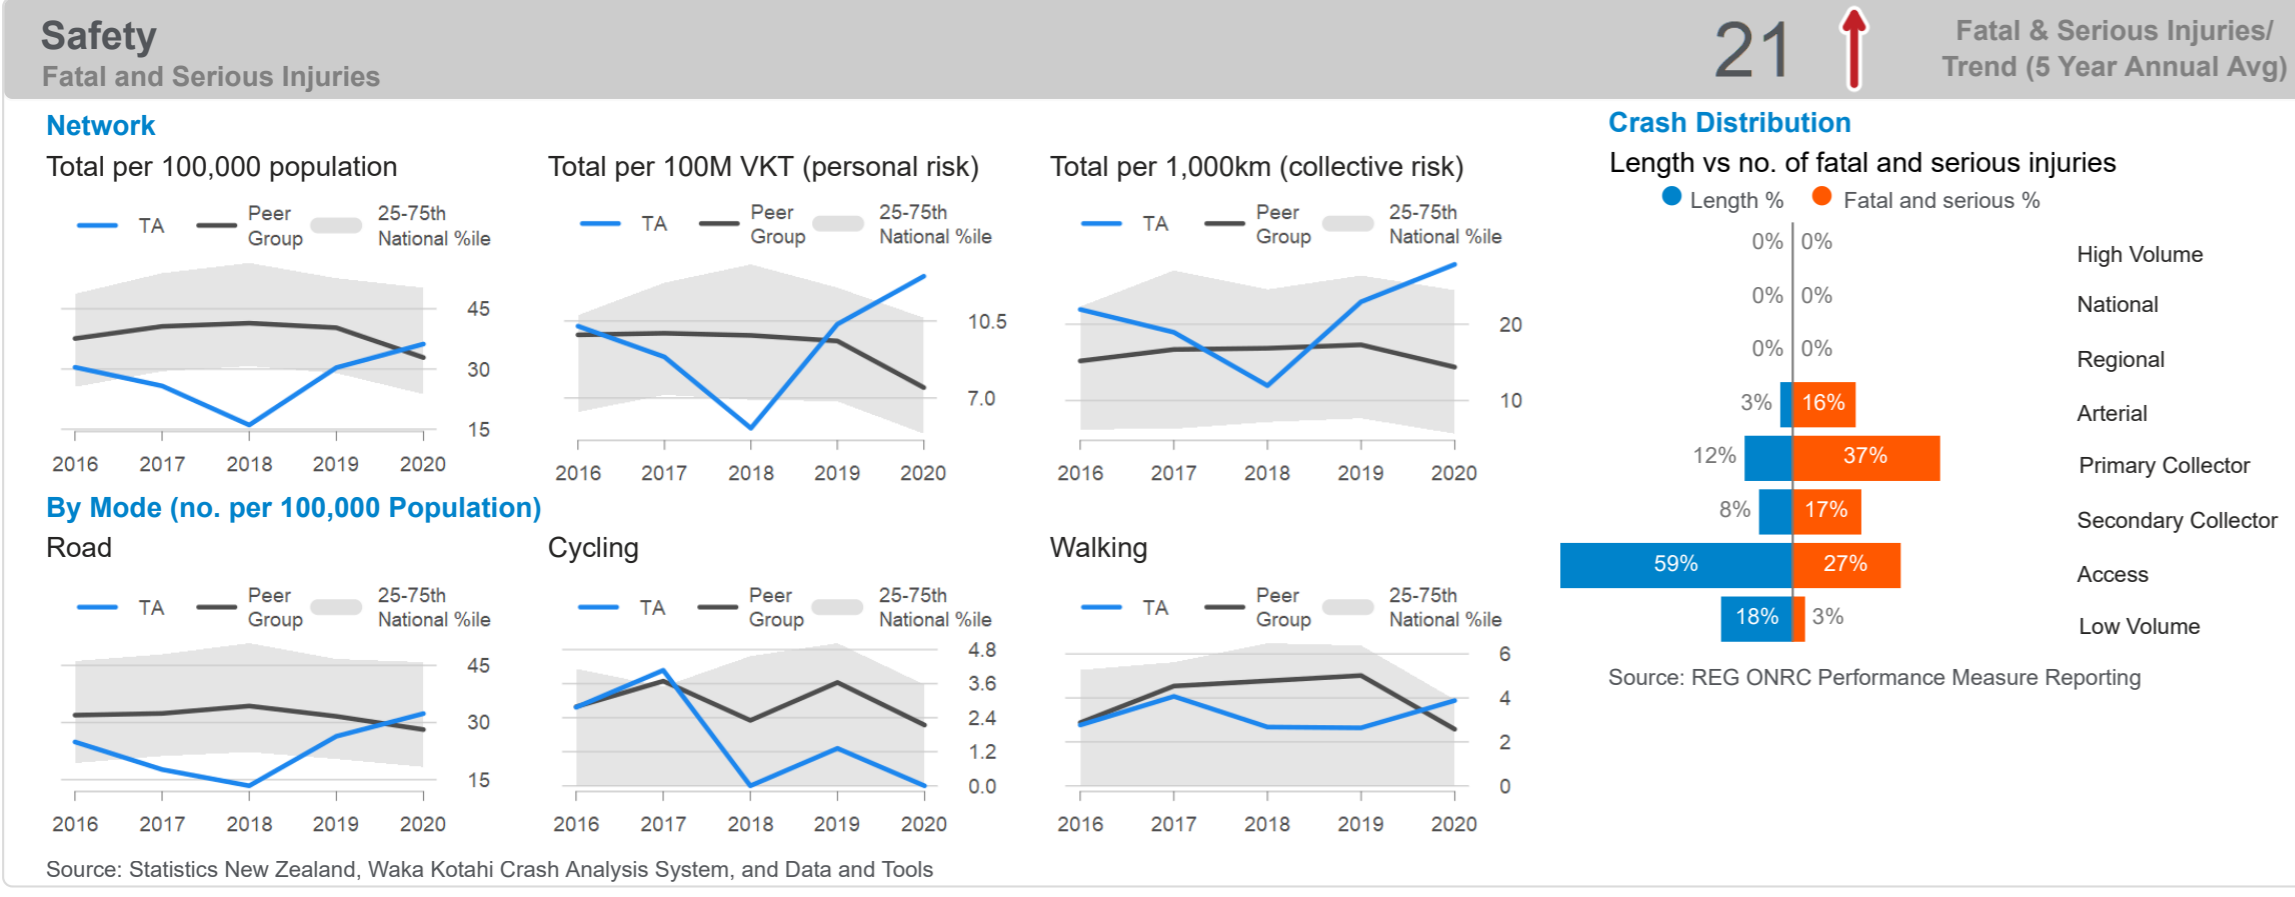 Safety
Fatal and Serious Injuries
21
Fatal & Serious Injuries/
Trend (5 Year Annual Avg)
Network
Total per 100,000 population
TA
Peer
Group
25-75th
National %ile
45
30
15
2016 2017 2018 2019 2020
Total per 100M VKT (personal risk)
TA
Peer
Group
25-75th
National %ile
10.5
7.0
2016 2017 2018 2019 2020
Total per 1,000km (collective risk)
TA
Peer
Group
25-75th
National %ile
20
10
2016 2017 2018 2019 2020
By Mode (no. per 100,000 Population)
Road
TA
Peer
Group
25-75th
National %ile
45
30
15
2016 2017 2018 2019 2020
Cycling
TA
Peer
Group
25-75th
National %ile
4.8
3.6
2.4
1.2
0.0
2016 2017 2018 2019 2020
Walking
TA
Peer
Group
25-75th
National %ile
6
4
2
0
2016 2017 2018 2019 2020
Source: Statistics New Zealand, Waka Kotahi Crash Analysis System, and Data and Tools
Crash Distribution
Length vs no. of fatal and serious injuries
Length % Fatal and serious %
0% 0% High Volume
0% 0% National
0% 0% Regional
3% 16% Arterial
12% 37% Primary Collector
8% 17% Secondary Collector
59% 27% Access
18% 3% Low Volume
Source: REG ONRC Performance Measure Reporting